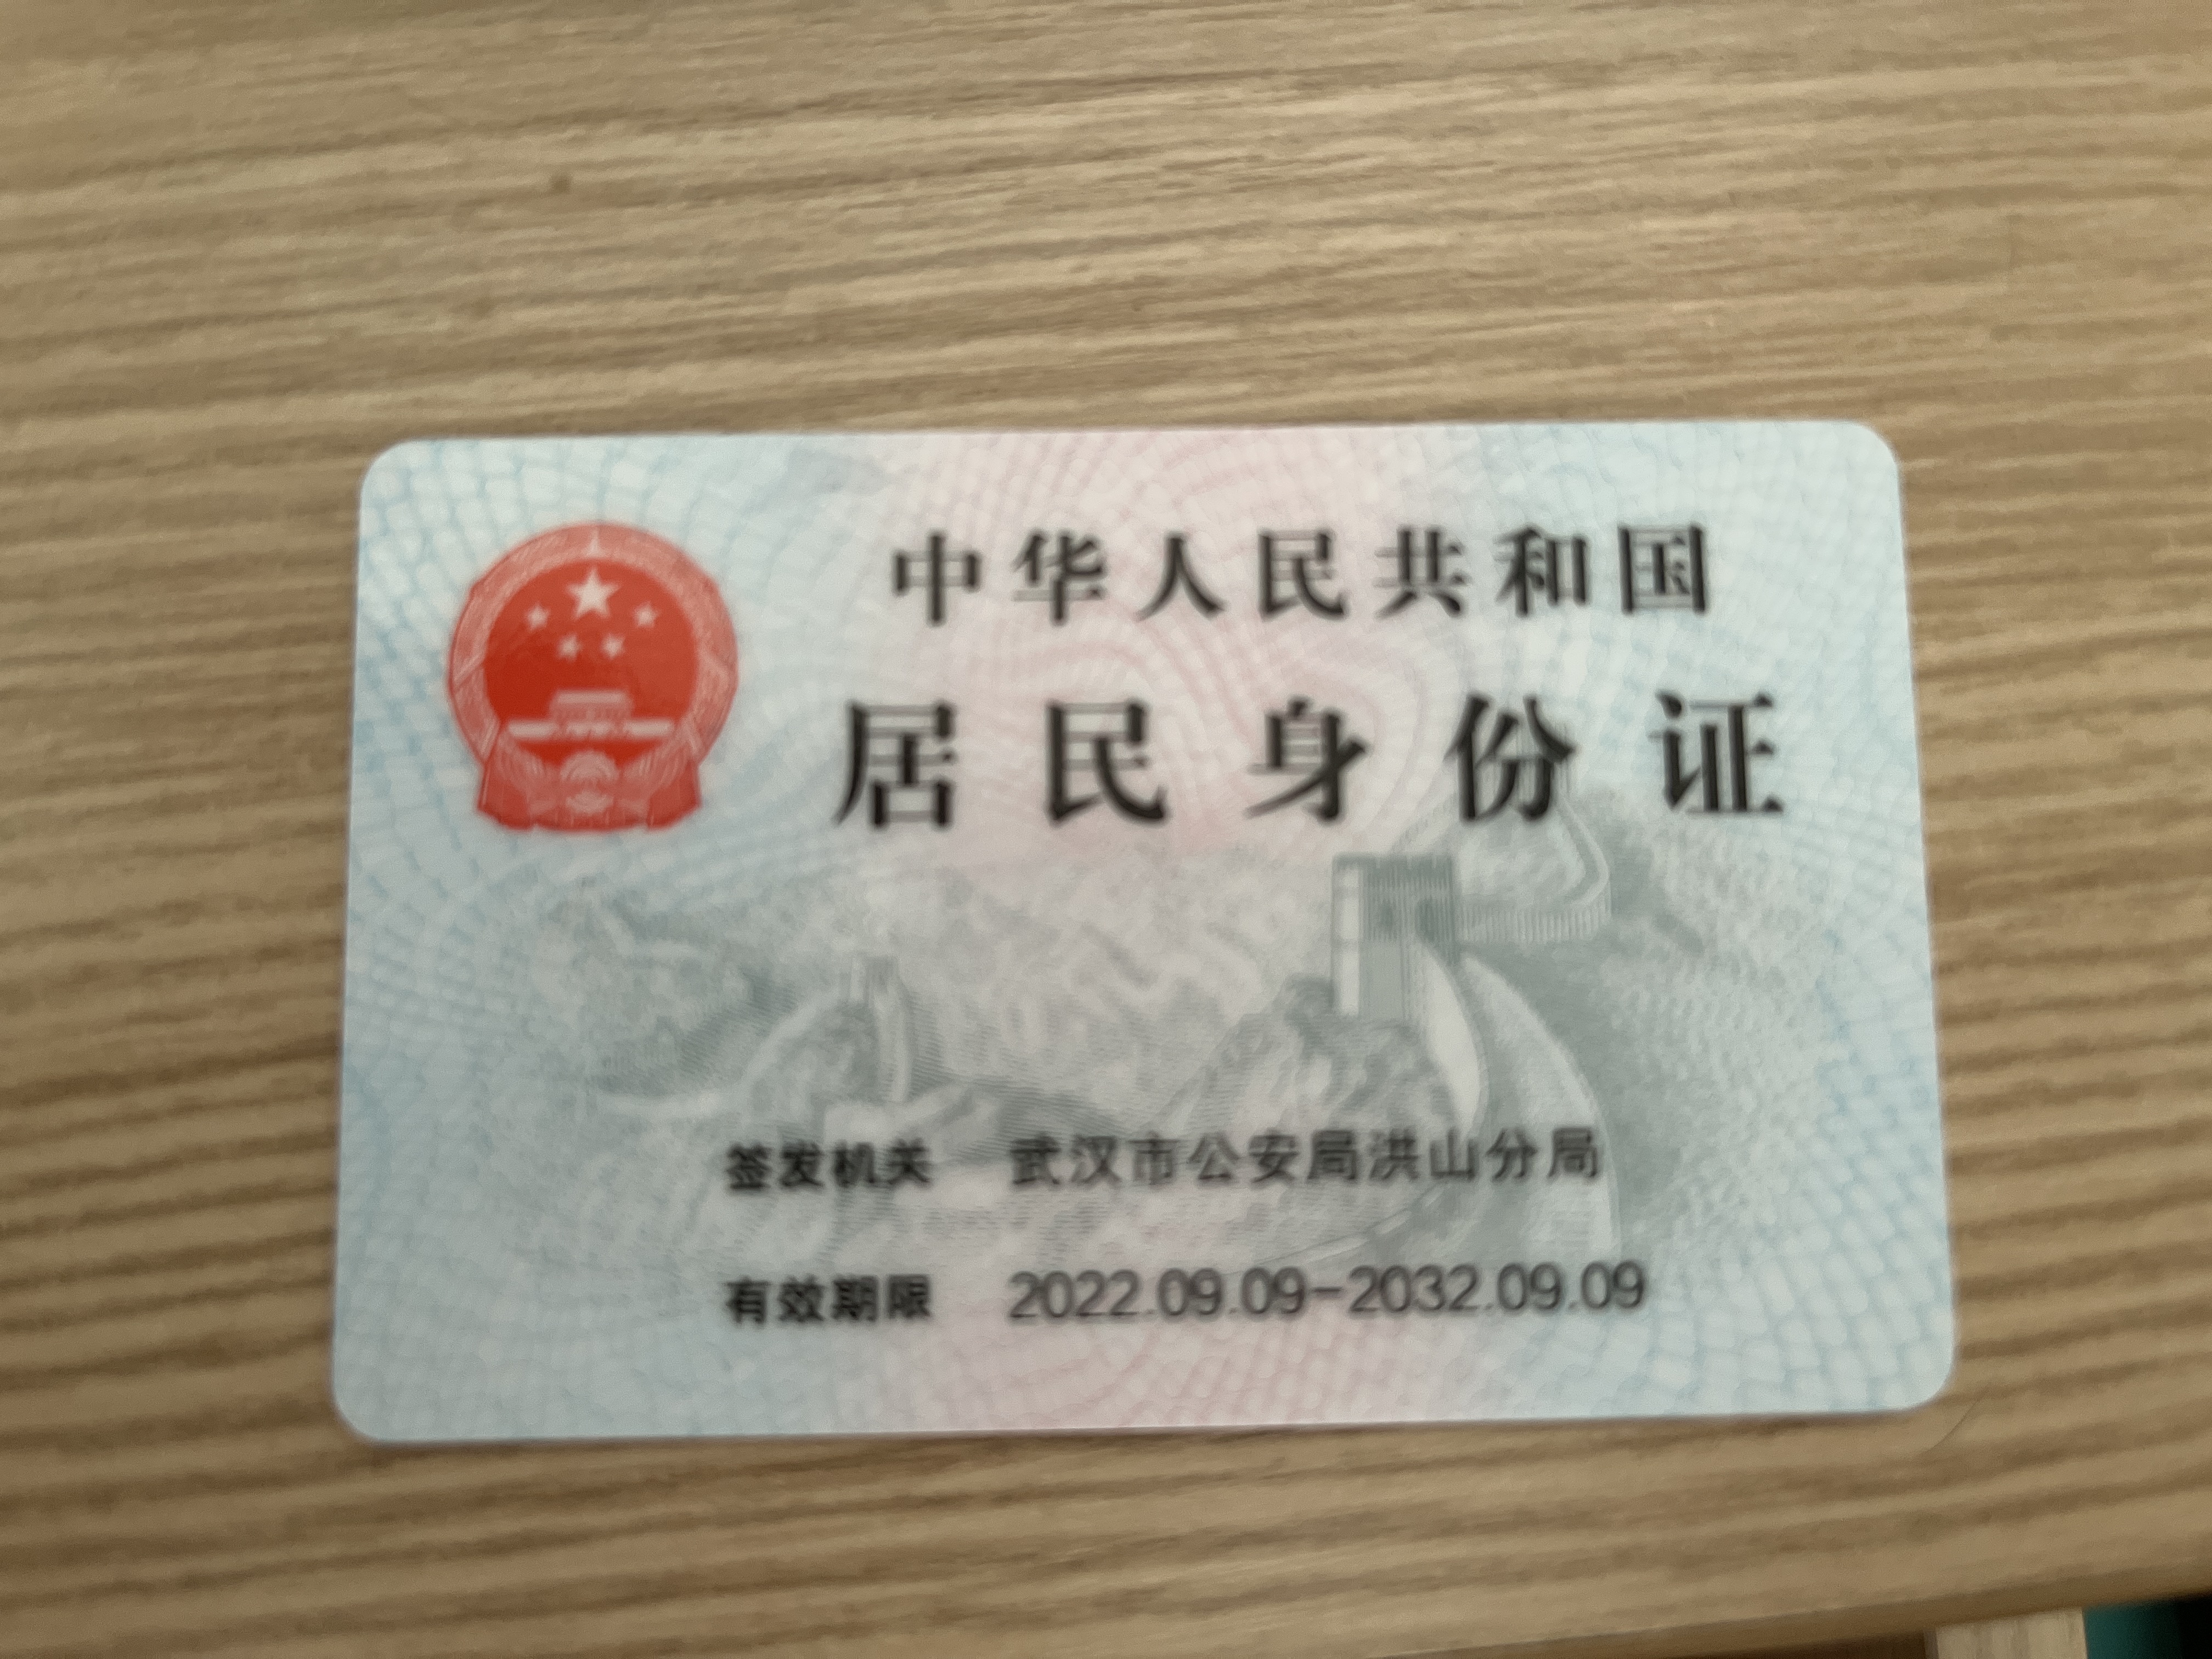 中华人民共和国
居民身份证
签发机关 武汉市公安局洪山分局
有效期限 2022.09.09-2032.09.09